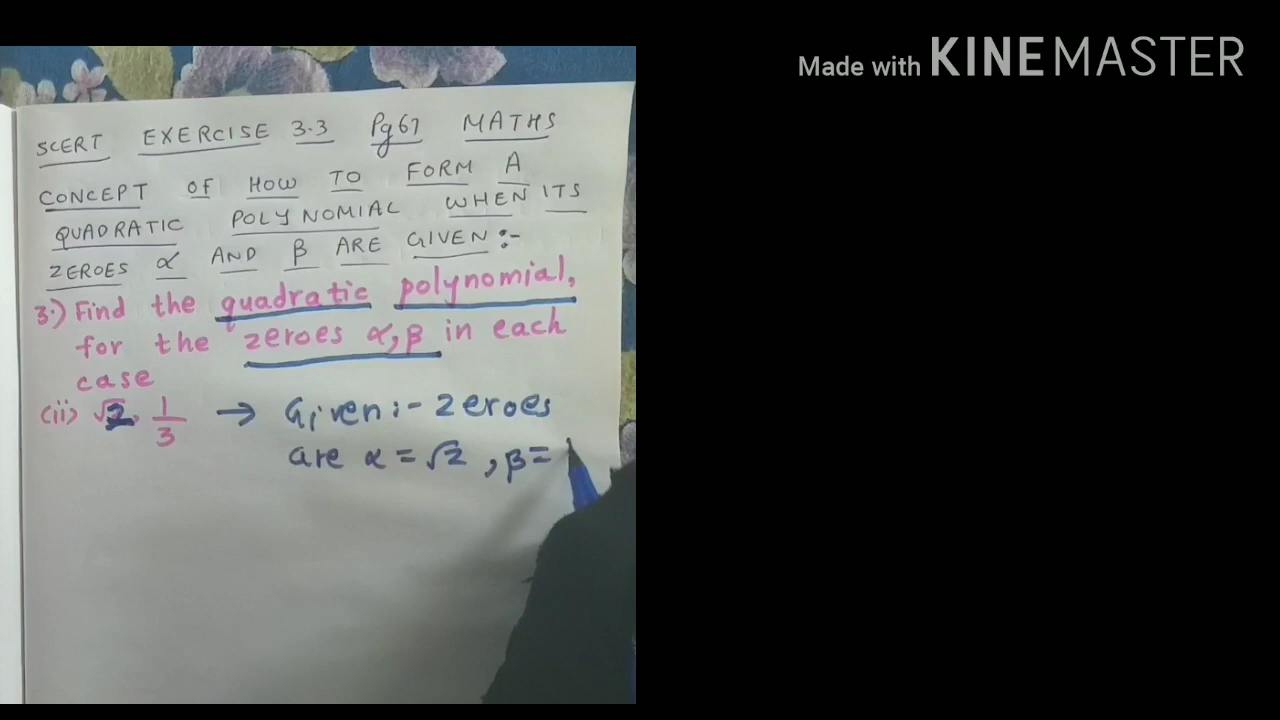 Made with KINEMASTER
SCERT EXERCISE 3.3 Pg 67 MATHS
CONCEPT OF HOW TO FORM A
QUADRATIC POLYNOMIAL WHEN ITS
ZEROES α AND β ARE GIVEN :-
3.) Find the quadratic polynomial,
for the zeroes α, β in each
case
(ii) √2, 1/3 → Given :- Zeroes
are α = √2 , β =